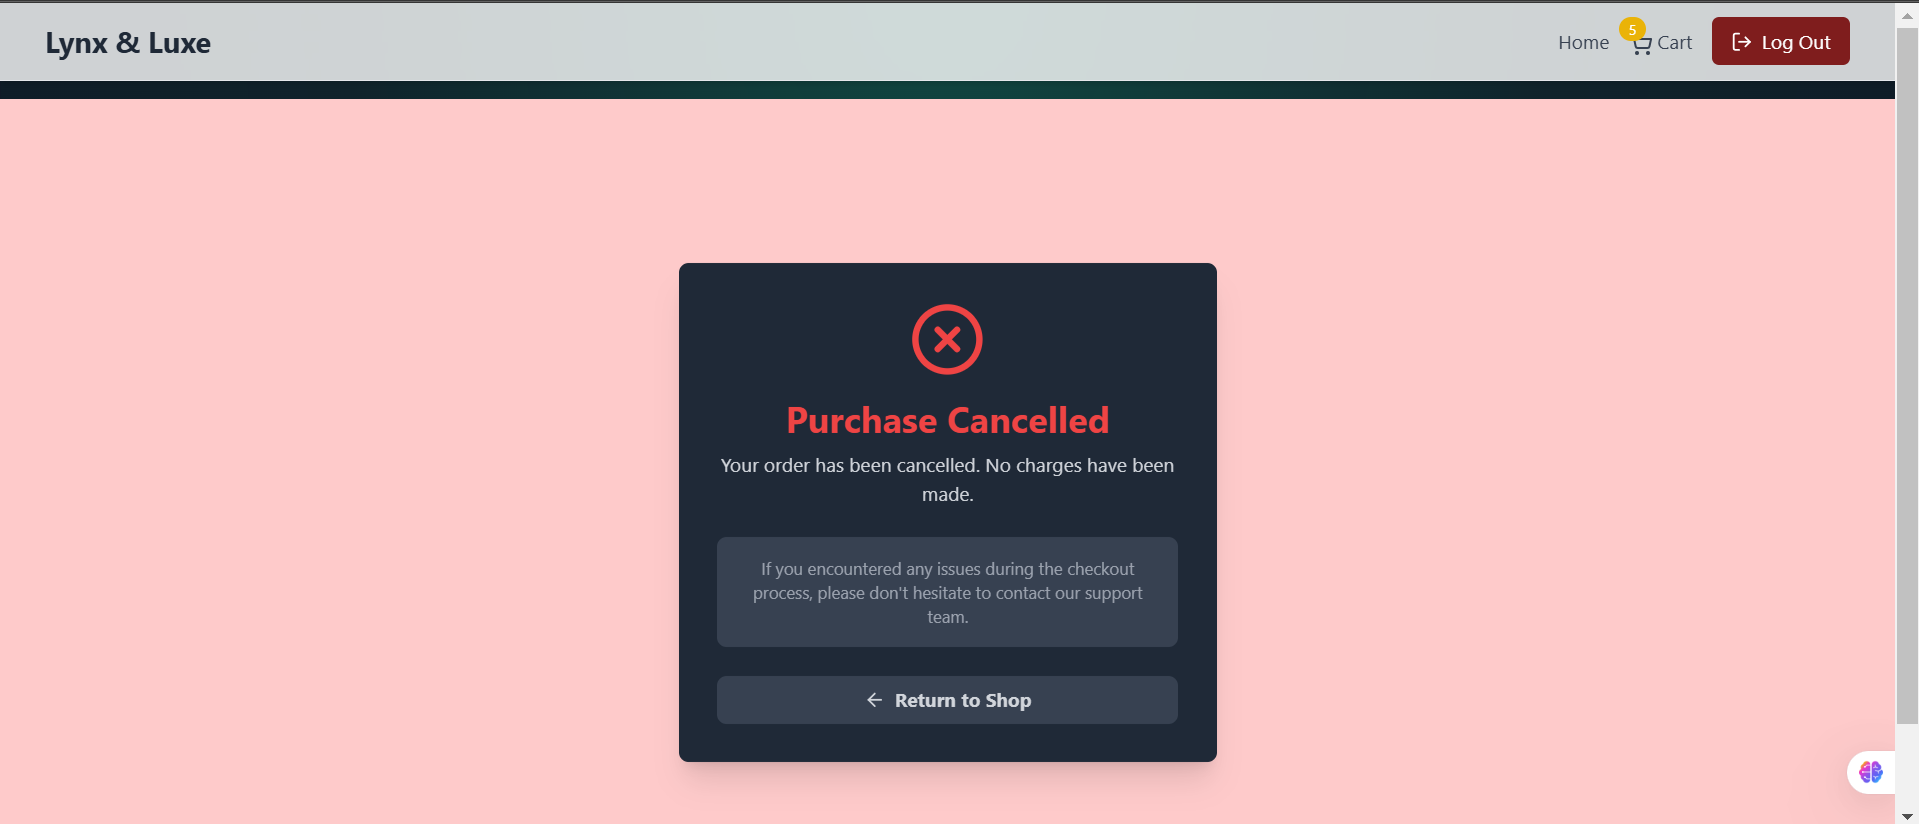 Lynx & Luxe
Home
5
Cart
Log Out
Purchase Cancelled
Your order has been cancelled. No charges have been
made.
If you encountered any issues during the checkout
process, please don't hesitate to contact our support
team.
Return to Shop